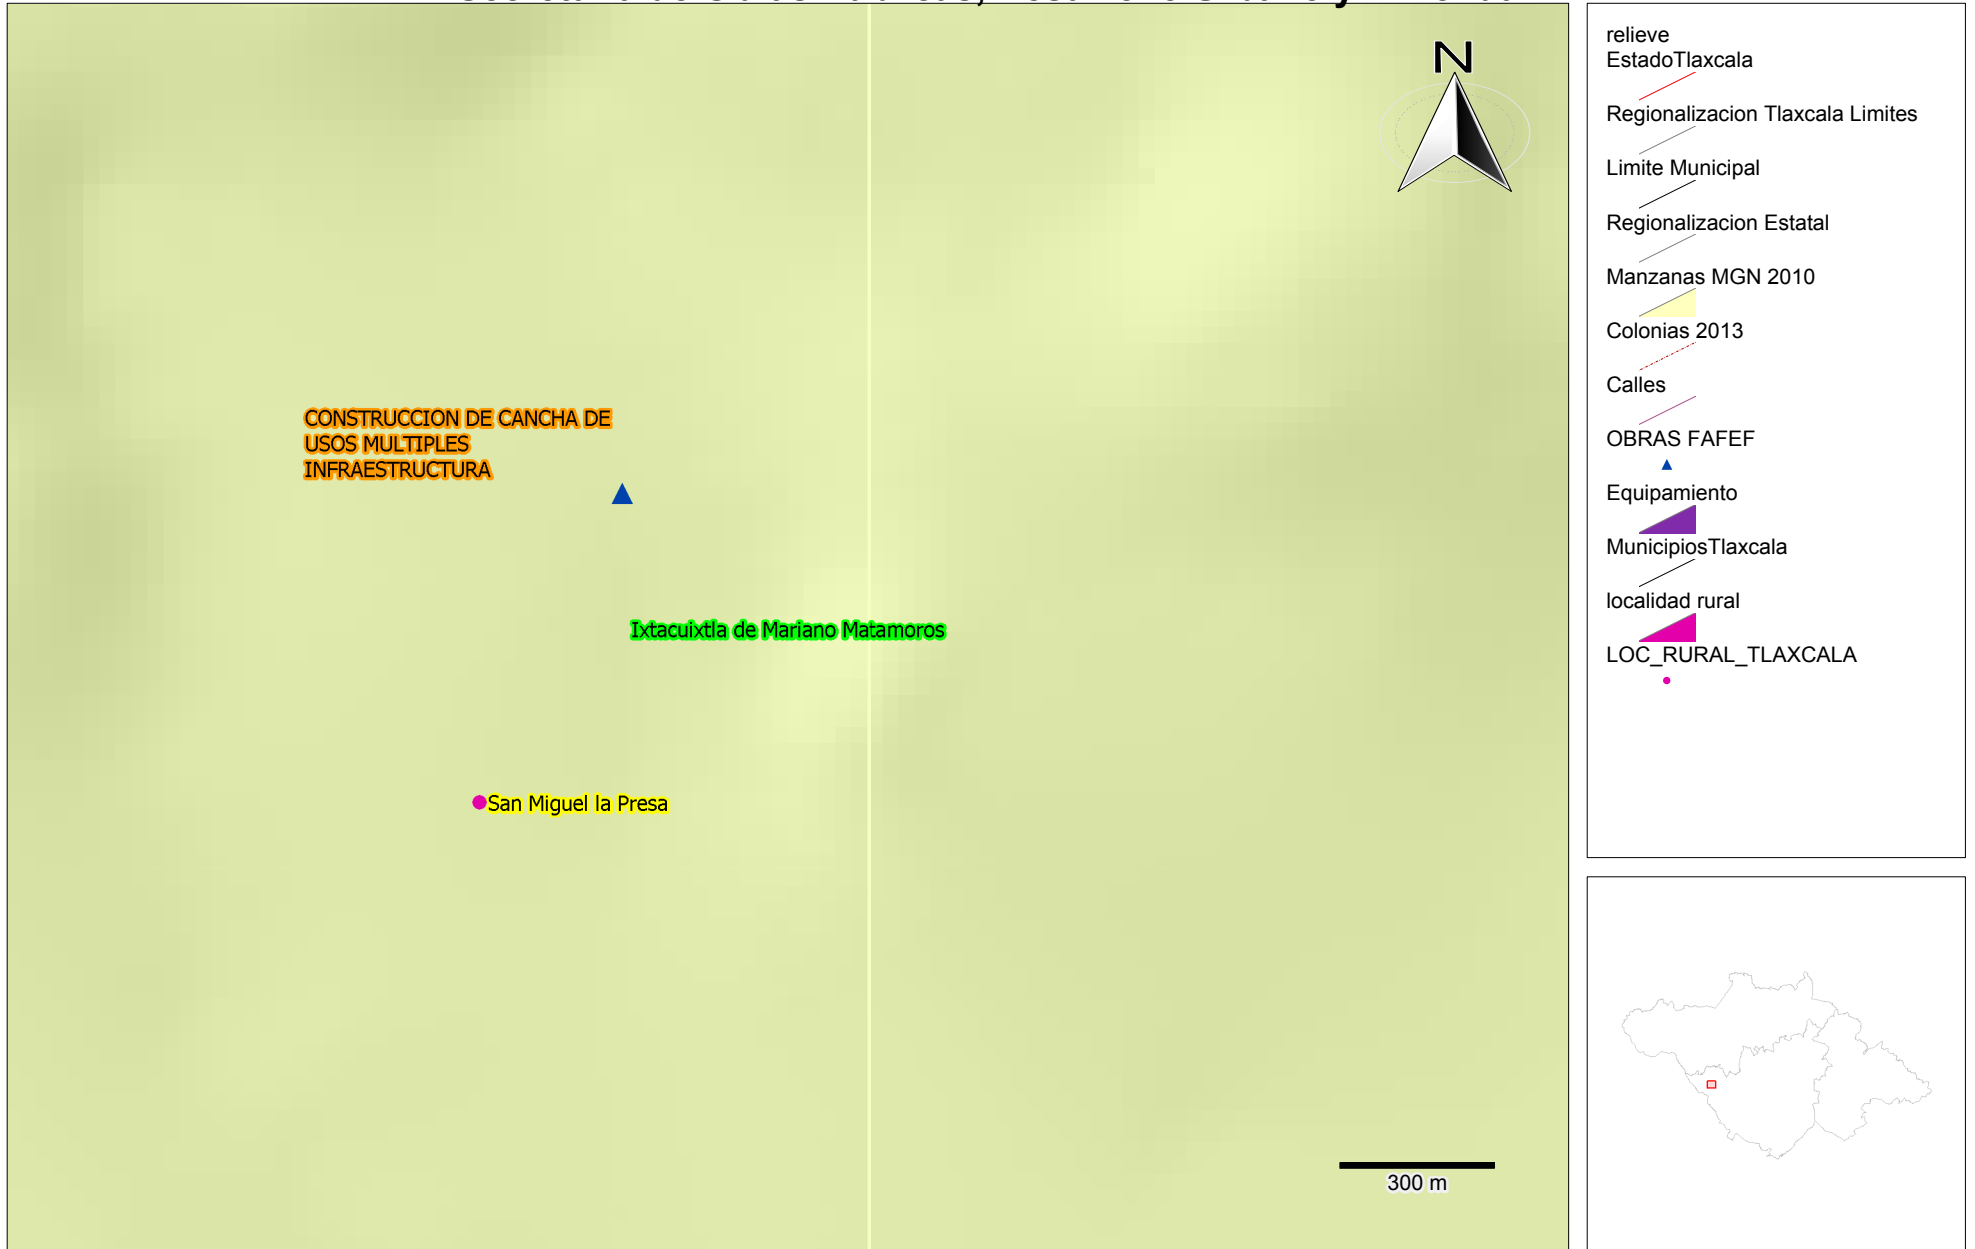 N
CONSTRUCCION DE CANCHA DE
USOS MULTIPLES
INFRAESTRUCTURA
Ixtacuixtla de Mariano Matamoros
San Miguel la Presa
300 m
relieve
EstadoTlaxcala
Regionalizacion Tlaxcala Limites
Limite Municipal
Regionalizacion Estatal
Manzanas MGN 2010
Colonias 2013
Calles
OBRAS FAFEF
Equipamiento
MunicipiosTlaxcala
localidad rural
LOC_RURAL_TLAXCALA